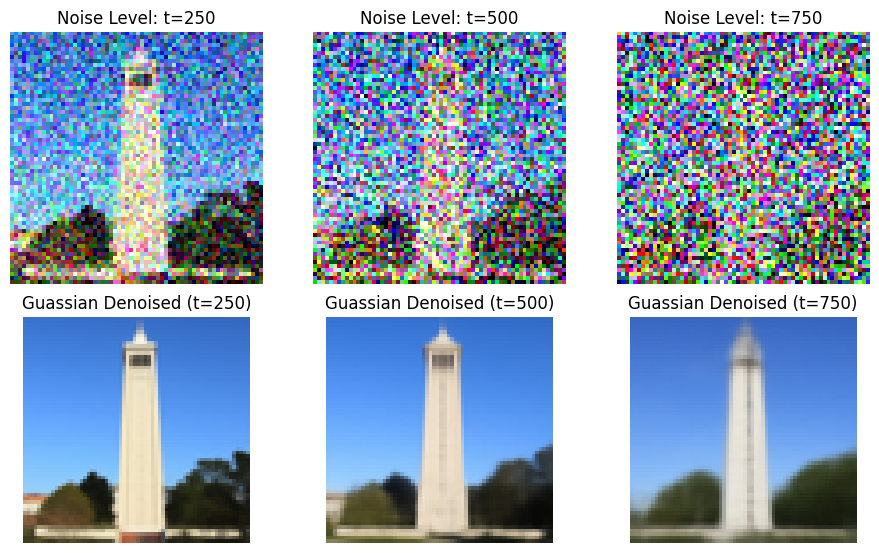 Noise Level: t=250
Noise Level: t=500
Noise Level: t=750
Guassian Denoised (t=250)
Guassian Denoised (t=500)
Guassian Denoised (t=750)